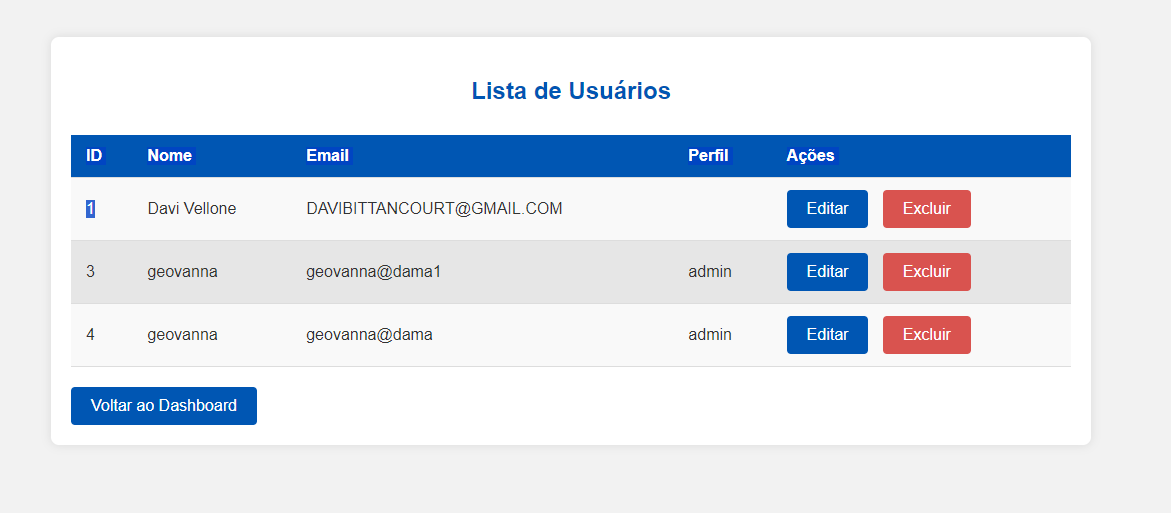 Lista de Usuários
ID Nome Email Perfil Ações
1 Davi Vellone DAVIBITTANCOURT@GMAIL.COM Editar Excluir
3 geovanna geovanna@dama1 admin Editar Excluir
4 geovanna geovanna@dama admin Editar Excluir
Voltar ao Dashboard